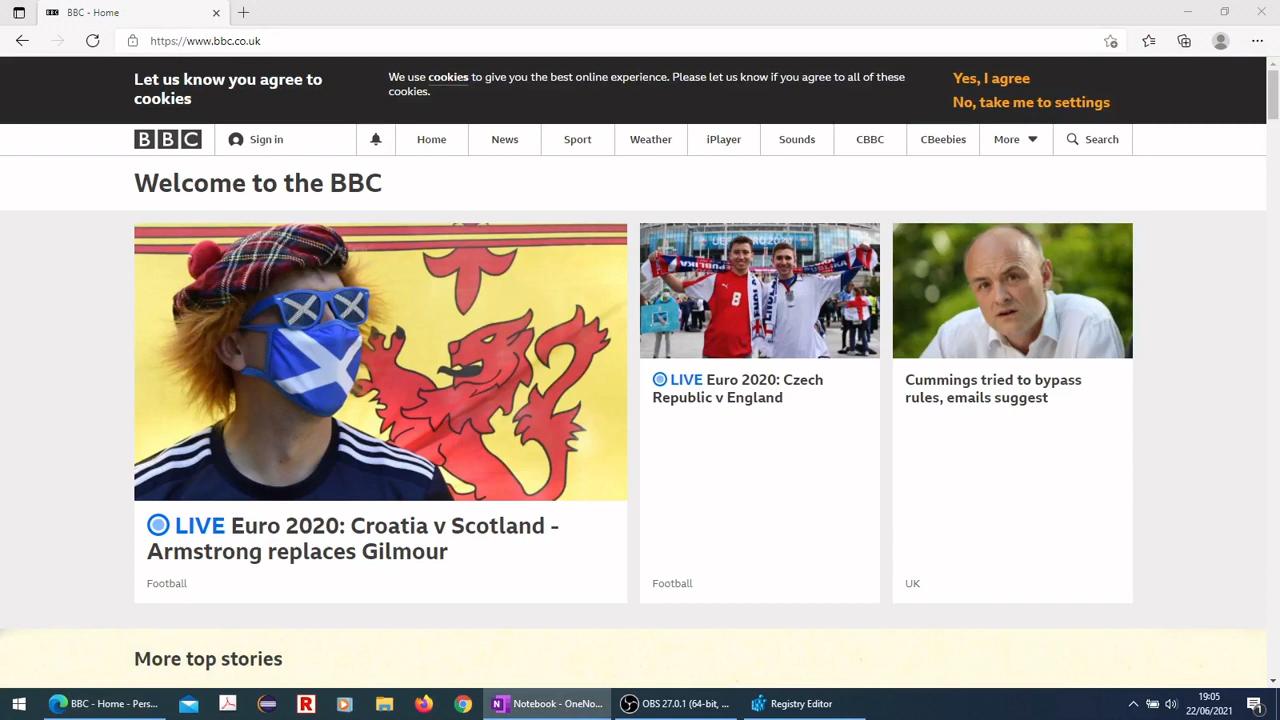 BBC - Home
https://www.bbc.co.uk
Let us know you agree to
cookies
We use cookies to give you the best online experience. Please let us know if you agree to all of these
cookies.
Yes, I agree
No, take me to settings
BBC Sign in Home News Sport Weather iPlayer Sounds CBBC CBeebies More Search
Welcome to the BBC
LIVE Euro 2020: Croatia v Scotland -
Armstrong replaces Gilmour
Football
LIVE Euro 2020: Czech
Republic v England
Football
Cummings tried to bypass
rules, emails suggest
UK
More top stories
BBC - Home - Pers... Notebook - OneNo... OBS 27.0.1 (64-bit, ... Registry Editor
19:05
22/06/2021